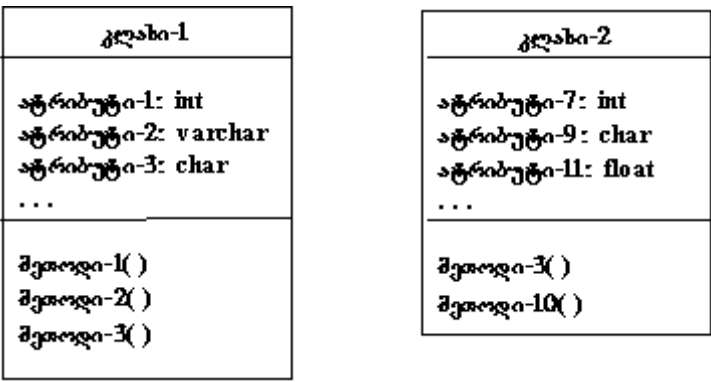 კლასი-1
ატრიბუტი-1: int
ატრიბუტი-2: varchar
ატრიბუტი-3: char
...
მეთოდი-1( )
მეთოდი-2( )
მეთოდი-3( )
კლასი-2
ატრიბუტი-7: int
ატრიბუტი-9: char
ატრიბუტი-11: float
...
მეთოდი-3( )
მეთოდი-10( )